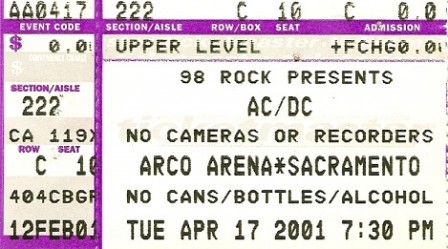 AA0417 222 C 10 C 0.0
EVENT CODE SECTION/AISLE ROW/BOX SEAT ADMISSION
$ 0.0 UPPER LEVEL +FCHG0.0
98 ROCK PRESENTS
SECTION/AISLE
222 AC/DC
CA 119X NO CAMERAS OR RECORDERS
ROW SEAT
C 10 ARCO ARENA*SACRAMENTO
404CBGF NO CANS/BOTTLES/ALCOHOL
12FEB01 TUE APR 17 2001 7:30 PM